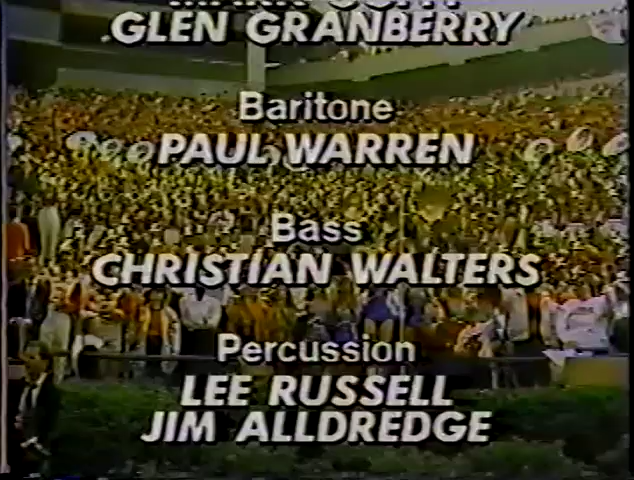 GLEN GRANBERRY
Baritone
PAUL WARREN
Bass
CHRISTIAN WALTERS
Percussion
LEE RUSSELL
JIM ALLDREDGE